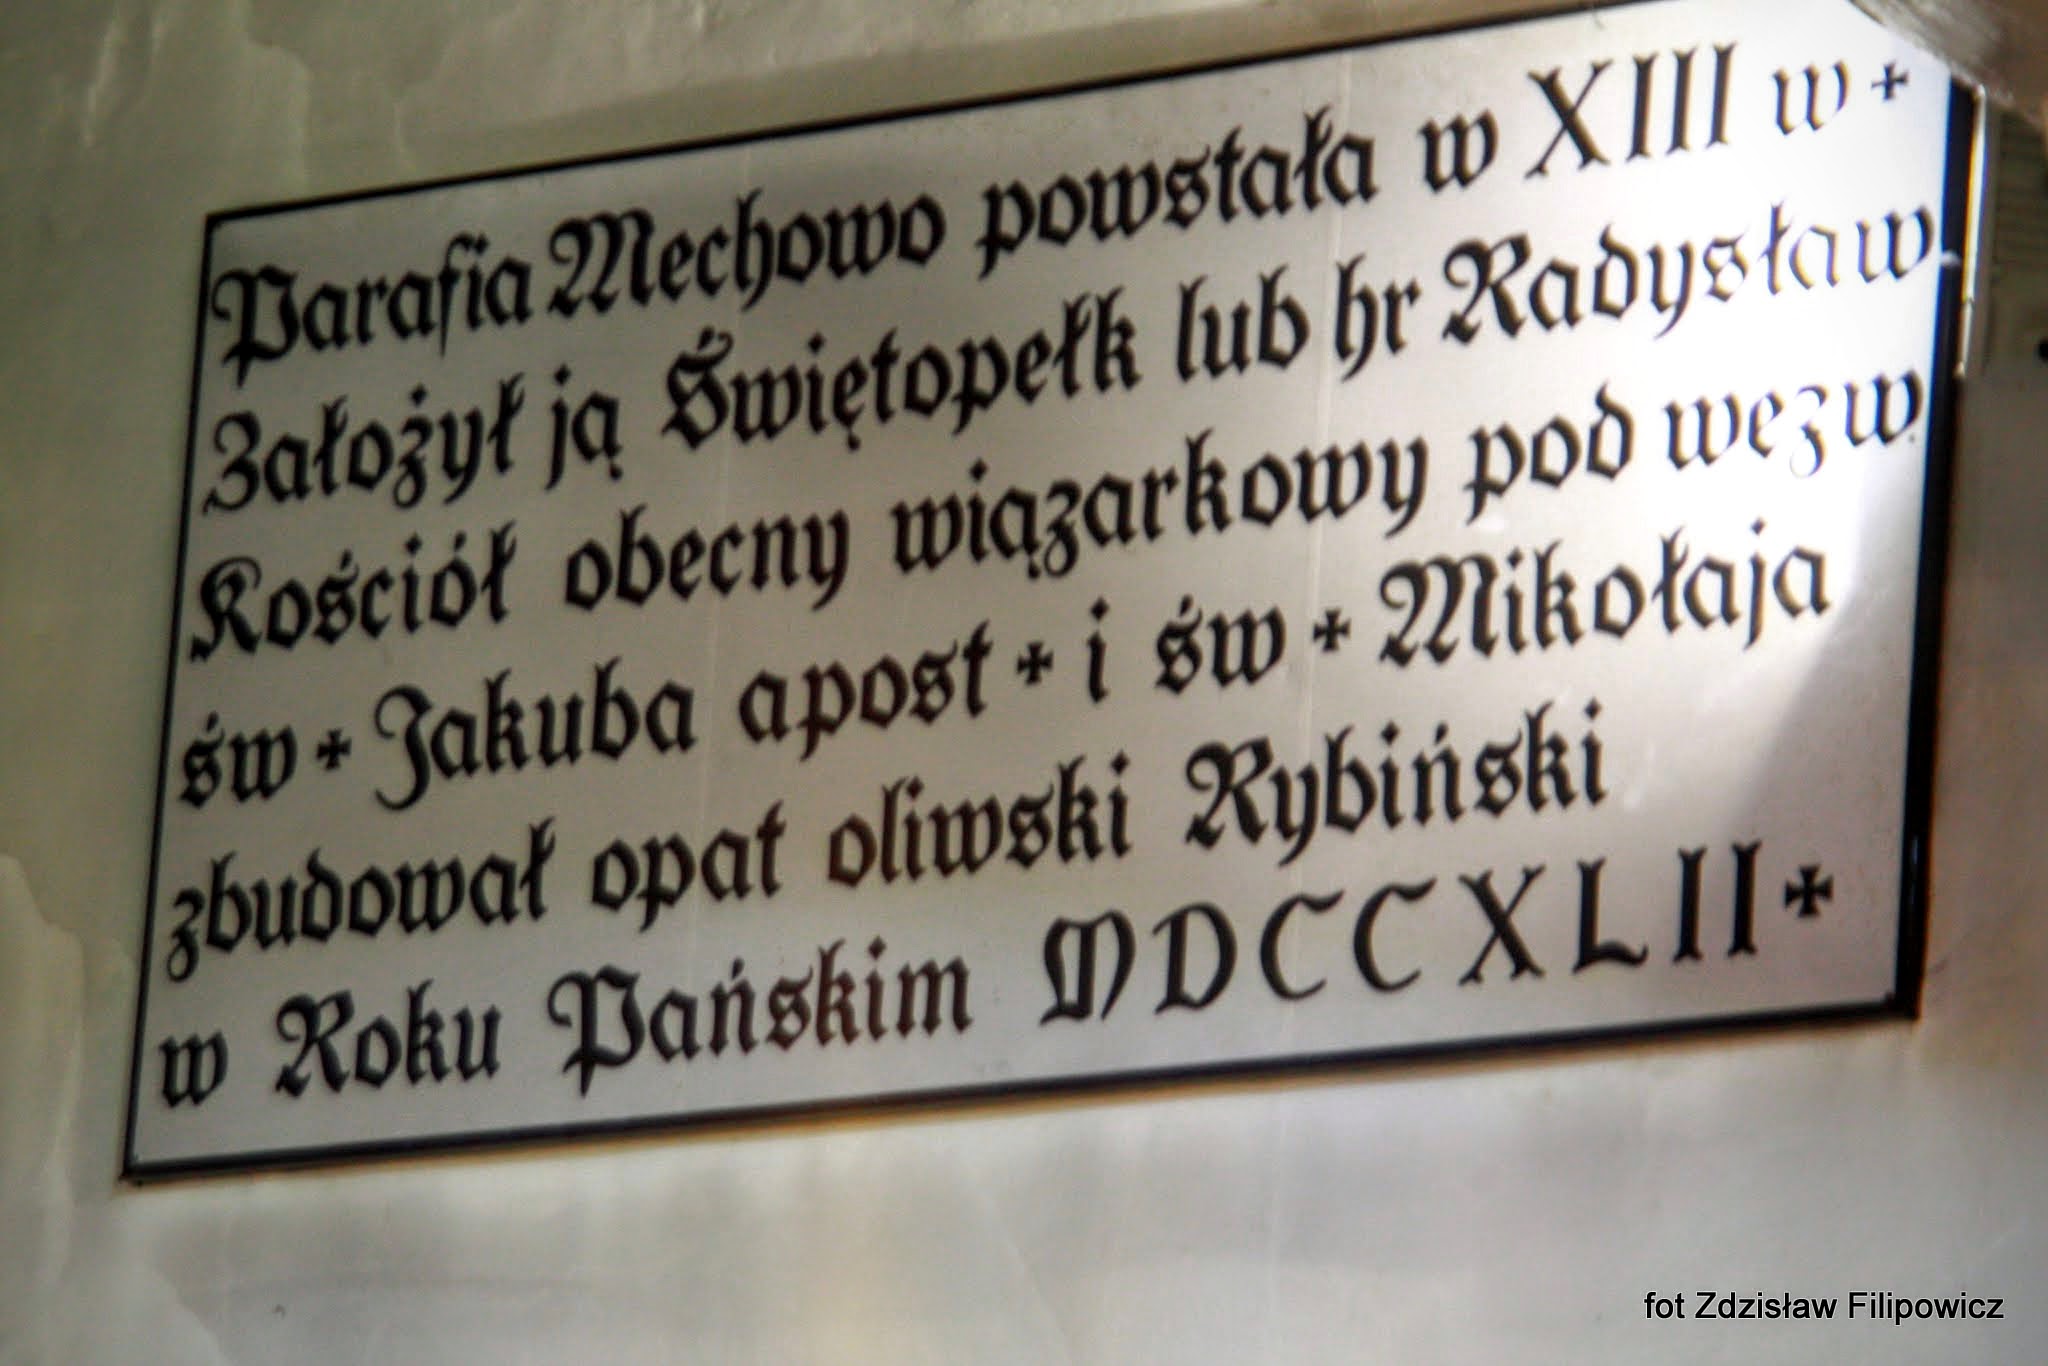 Parafia Mechowo powstała w XIII w +
Założył ją Świętopełk lub hr Radysław
Kościół obecny wiązarkowy pod wezw.
św + Jakuba apost + i św + Mikołaja
zbudował opat oliwski Rybiński
w Roku Pańskim MDCCXLII +
fot Zdzisław Filipowicz